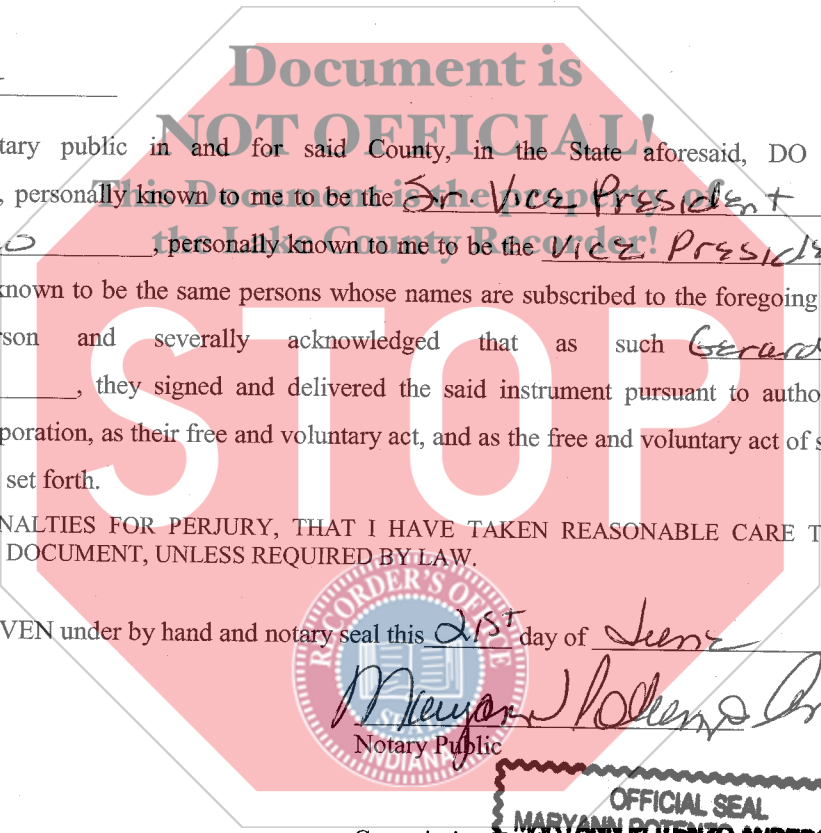 Document is
NOT OFFICIAL!
tary public in and for said County, in the State aforesaid, DO
This Document is the property of
, personally known to me to be the Sr. Vice President
the Lake County Recorder!
, personally known to me to be the Vice Preside
known to be the same persons whose names are subscribed to the foregoing
rson and severally acknowledged that as such Gerard
, they signed and delivered the said instrument pursuant to autho
poration, as their free and voluntary act, and as the free and voluntary act of s
set forth.
STOP
NALTIES FOR PERJURY, THAT I HAVE TAKEN REASONABLE CARE T
DOCUMENT, UNLESS REQUIRED BY LAW.
RECORDER'S OFFICE
VEN under by hand and notary seal this 21st day of June
SEAL
INDIANA
Notary Public
OFFICIAL SEAL
MARYANN POTENZO